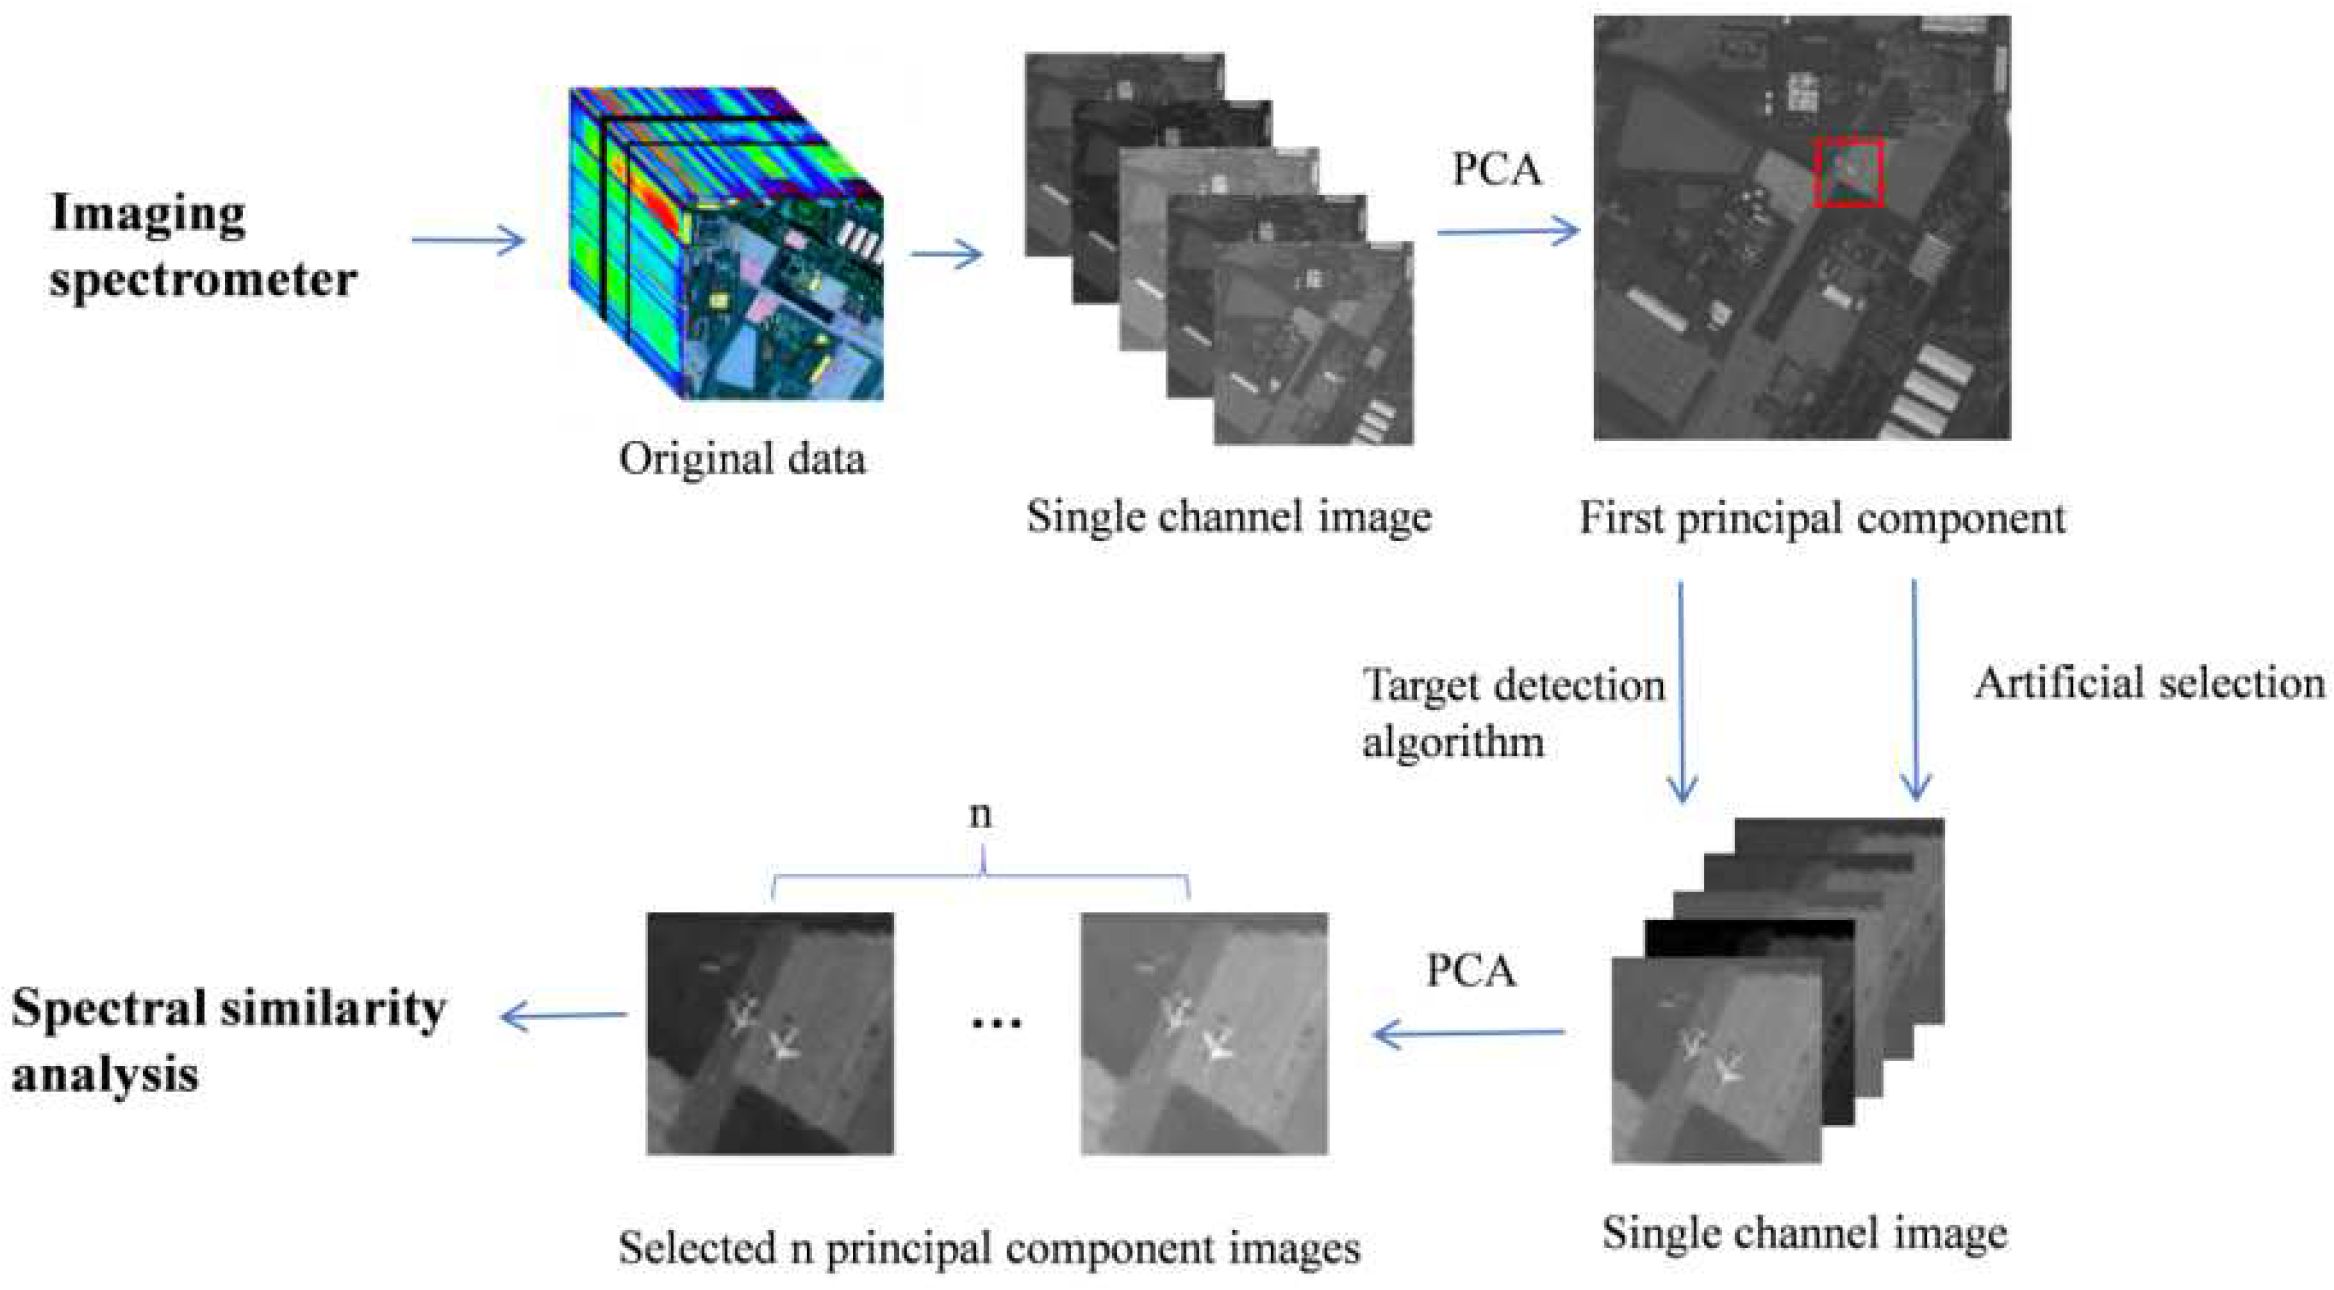 Imaging
spectrometer
Original data
Single channel image
PCA
First principal component
Target detection
algorithm
Artificial selection
Single channel image
PCA
n
...
Selected n principal component images
Spectral similarity
analysis